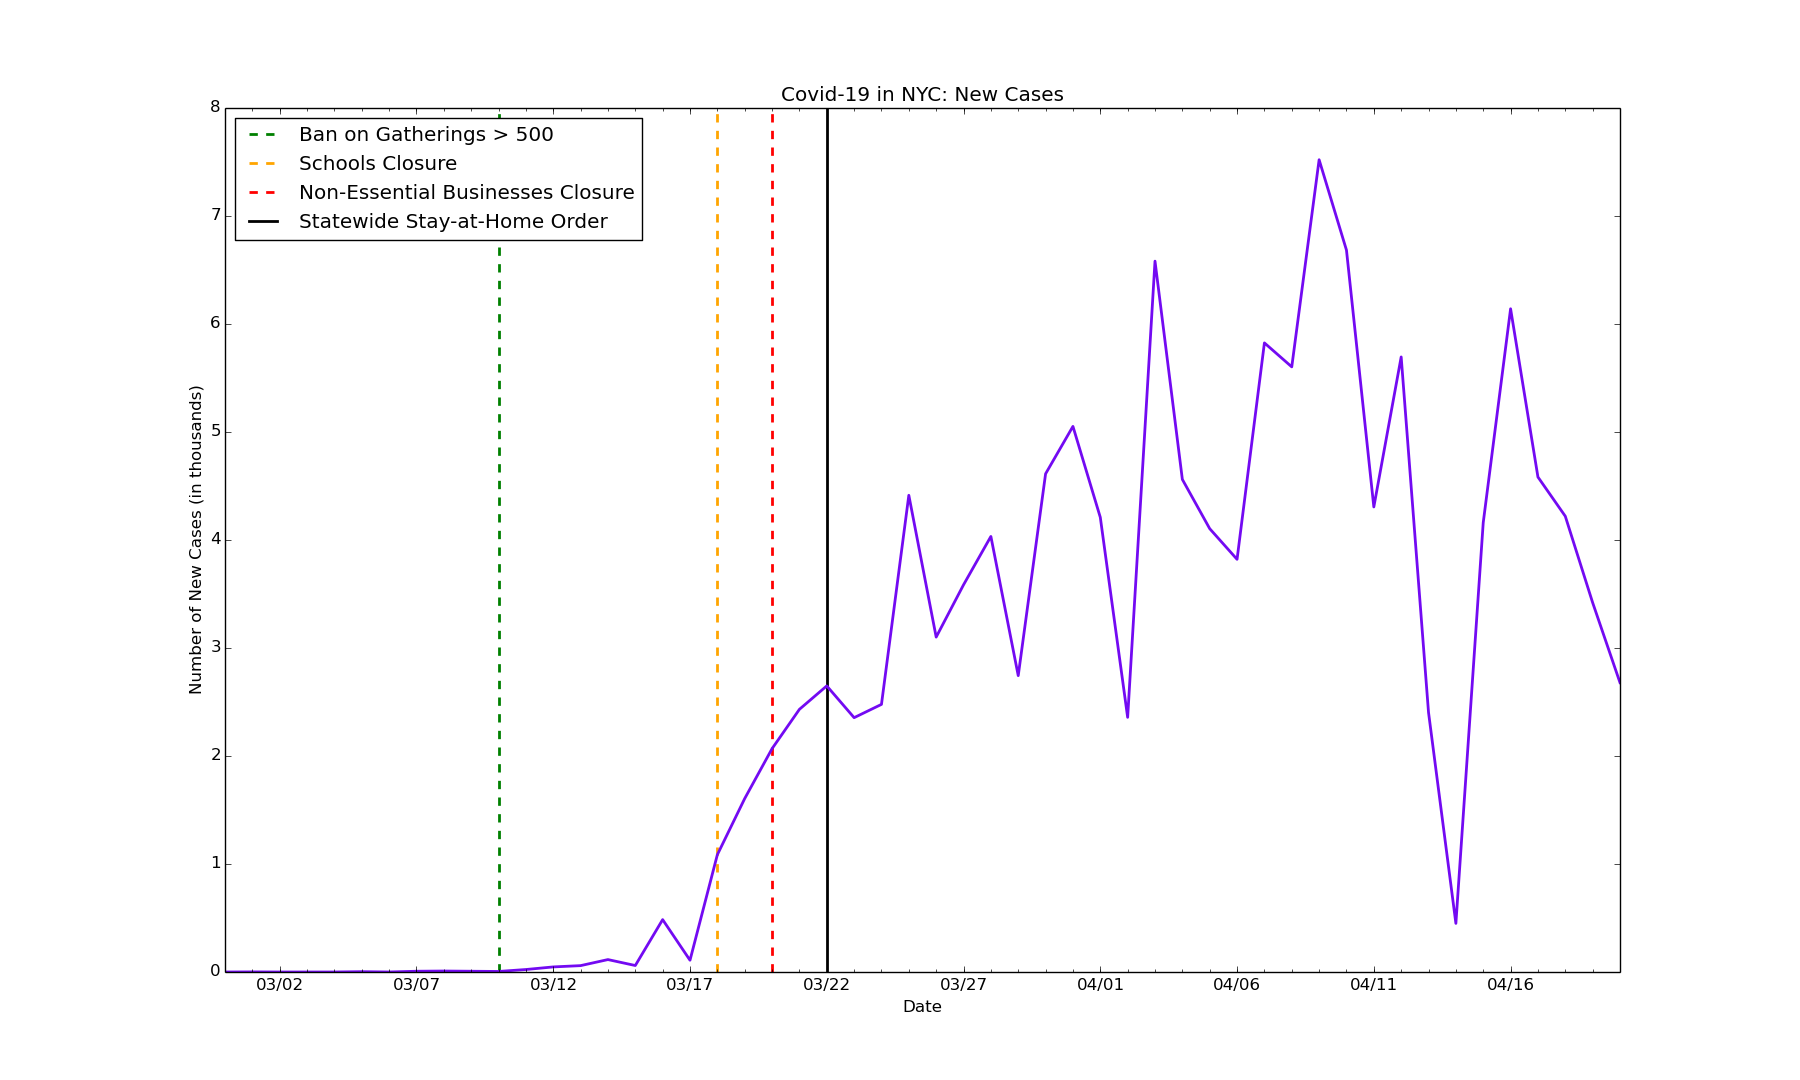 Covid-19 in NYC: New Cases
8
7
6
5
4
3
2
1
0
Number of New Cases (in thousands)
Ban on Gatherings > 500
Schools Closure
Non-Essential Businesses Closure
Statewide Stay-at-Home Order
03/02 03/07 03/12 03/17 03/22 03/27 04/01 04/06 04/11 04/16
Date